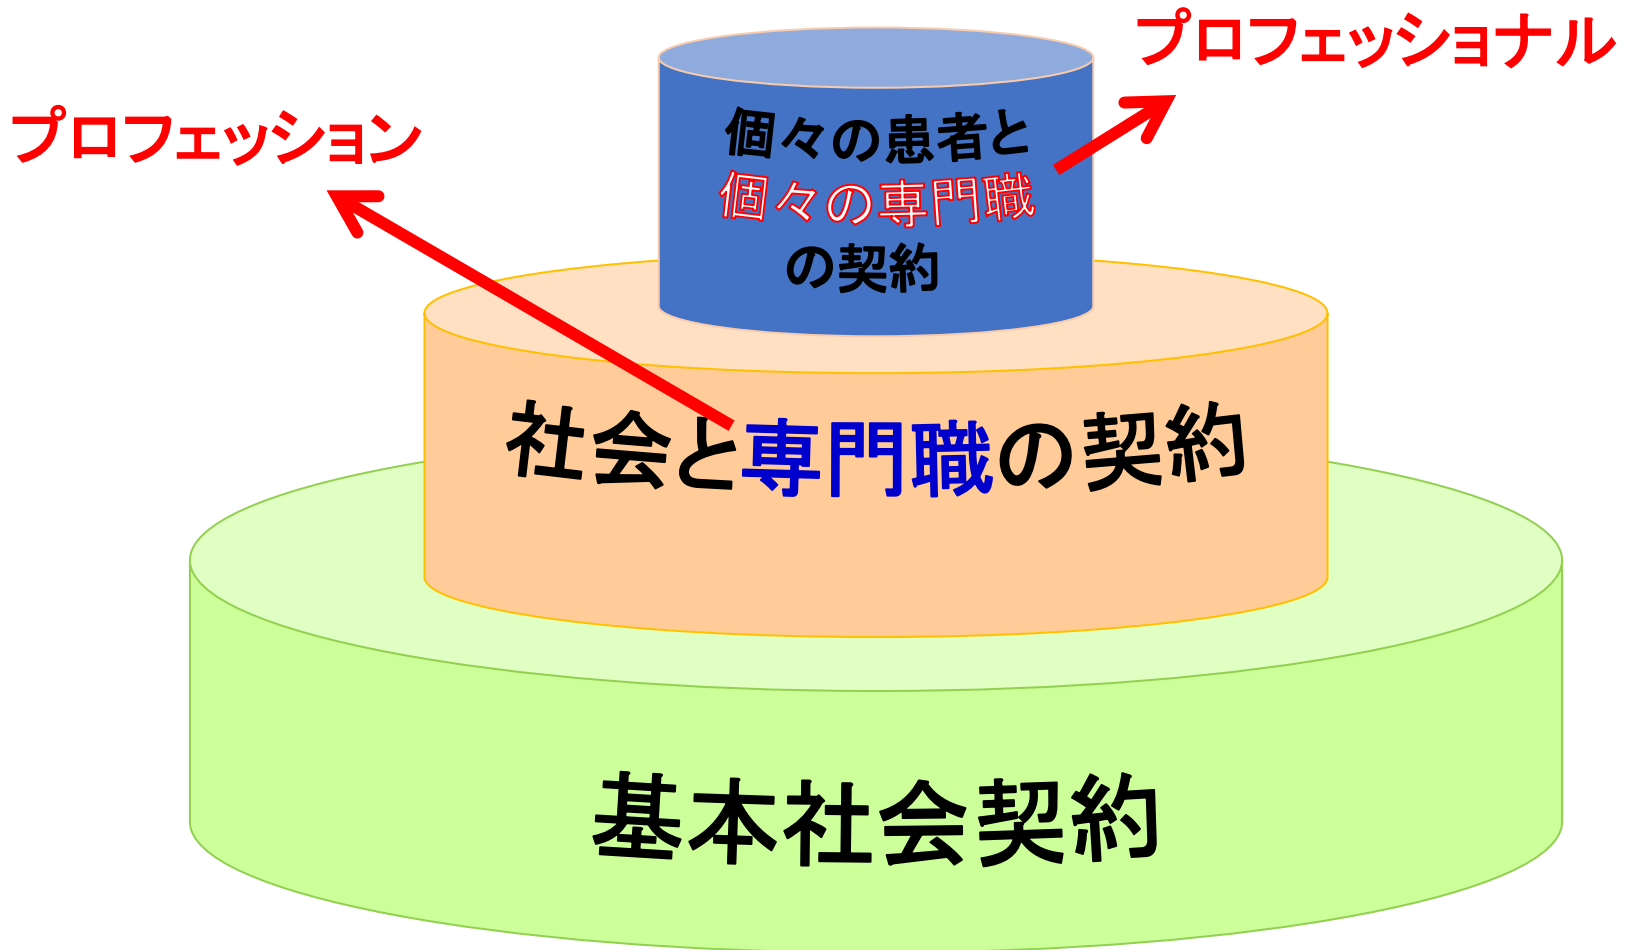 プロフェッショナル
プロフェッション
個々の患者と
個々の専門職
の契約
社会と専門職の契約
基本社会契約